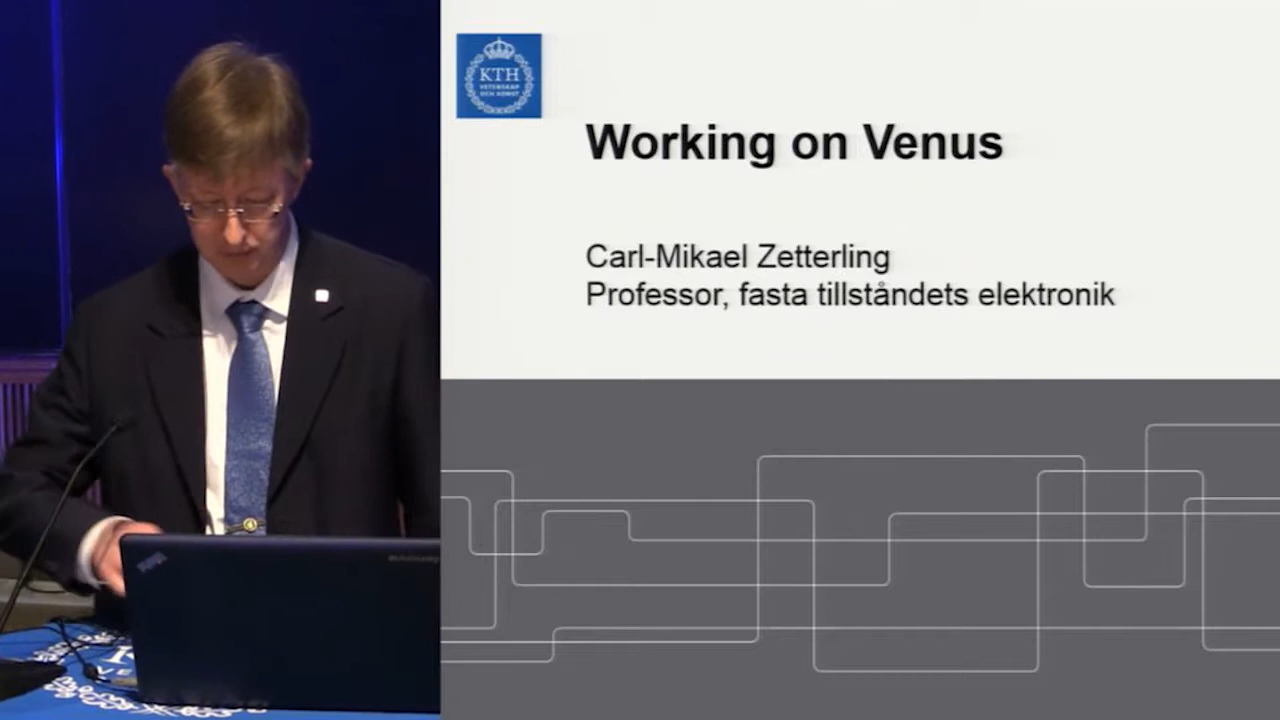 KTH
VETENSKAP
OCH KONST
Working on Venus
Carl-Mikael Zetterling
Professor, fasta tillståndets elektronik